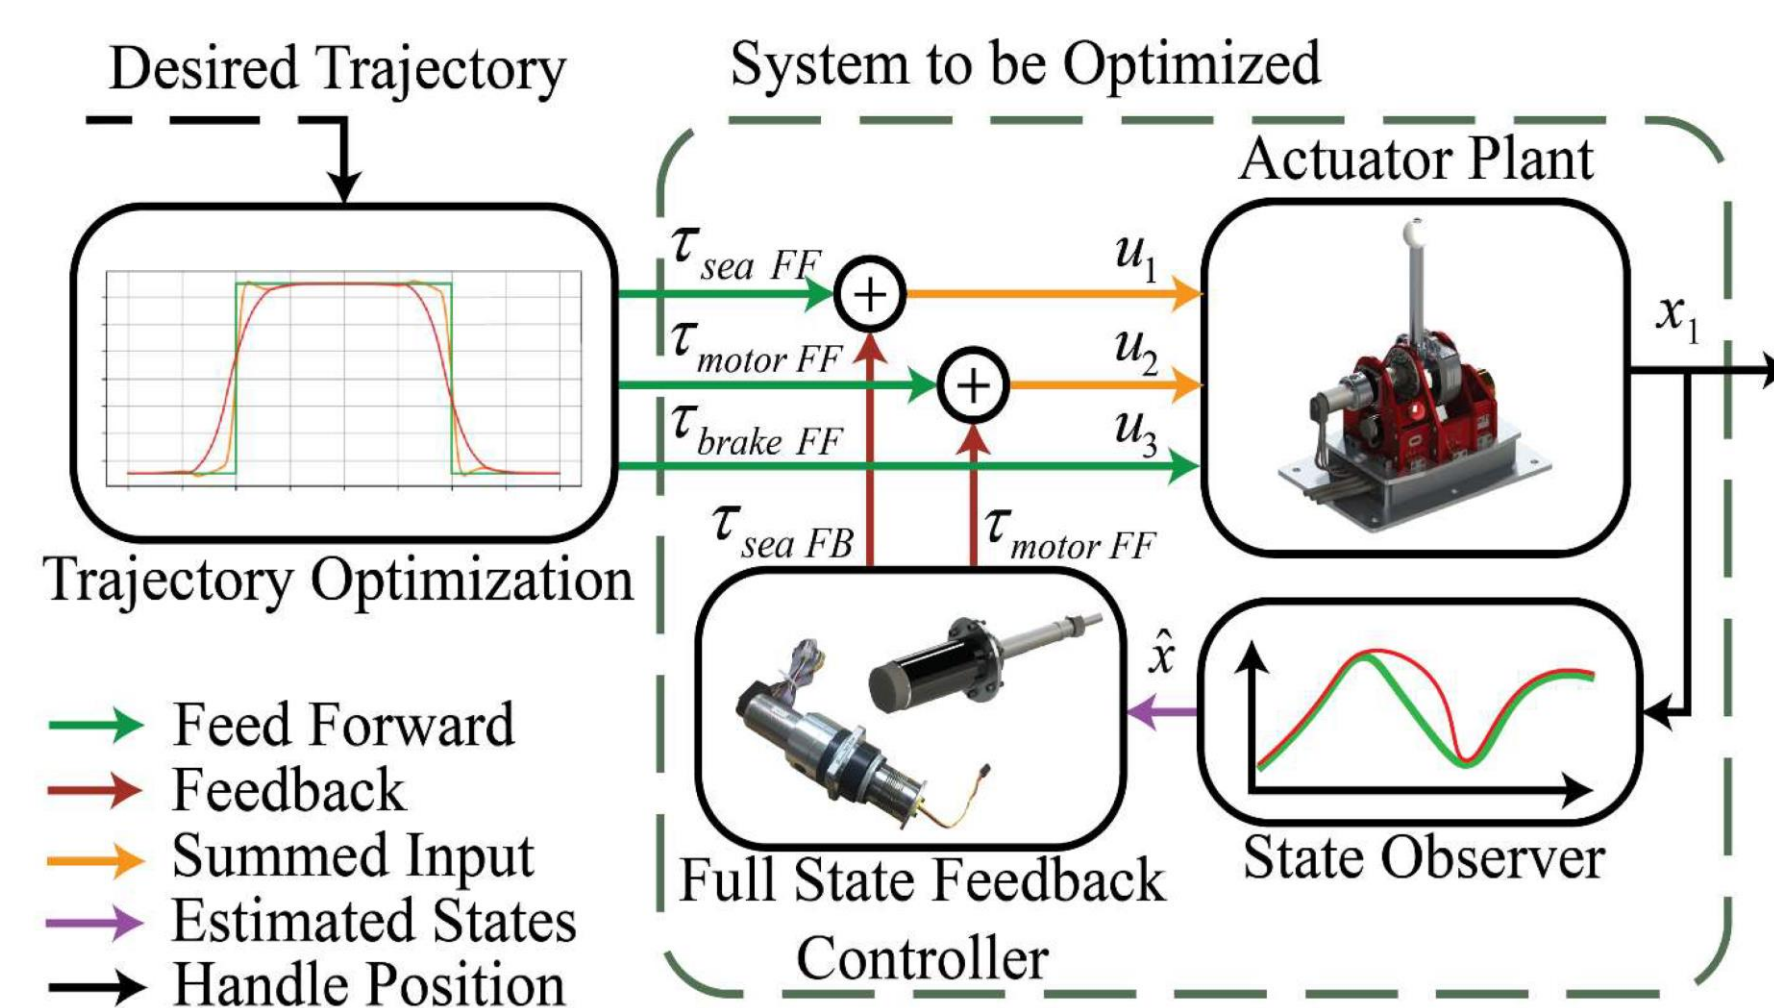 Desired Trajectory
System to be Optimized
Actuator Plant
τ sea FF
u1
x1
τ motor FF
u2
τ brake FF
u3
τ sea FB
τ motor FF
Trajectory Optimization
x̂
Feed Forward
Feedback
Summed Input
Estimated States
Handle Position
Full State Feedback
State Observer
Controller
+
+